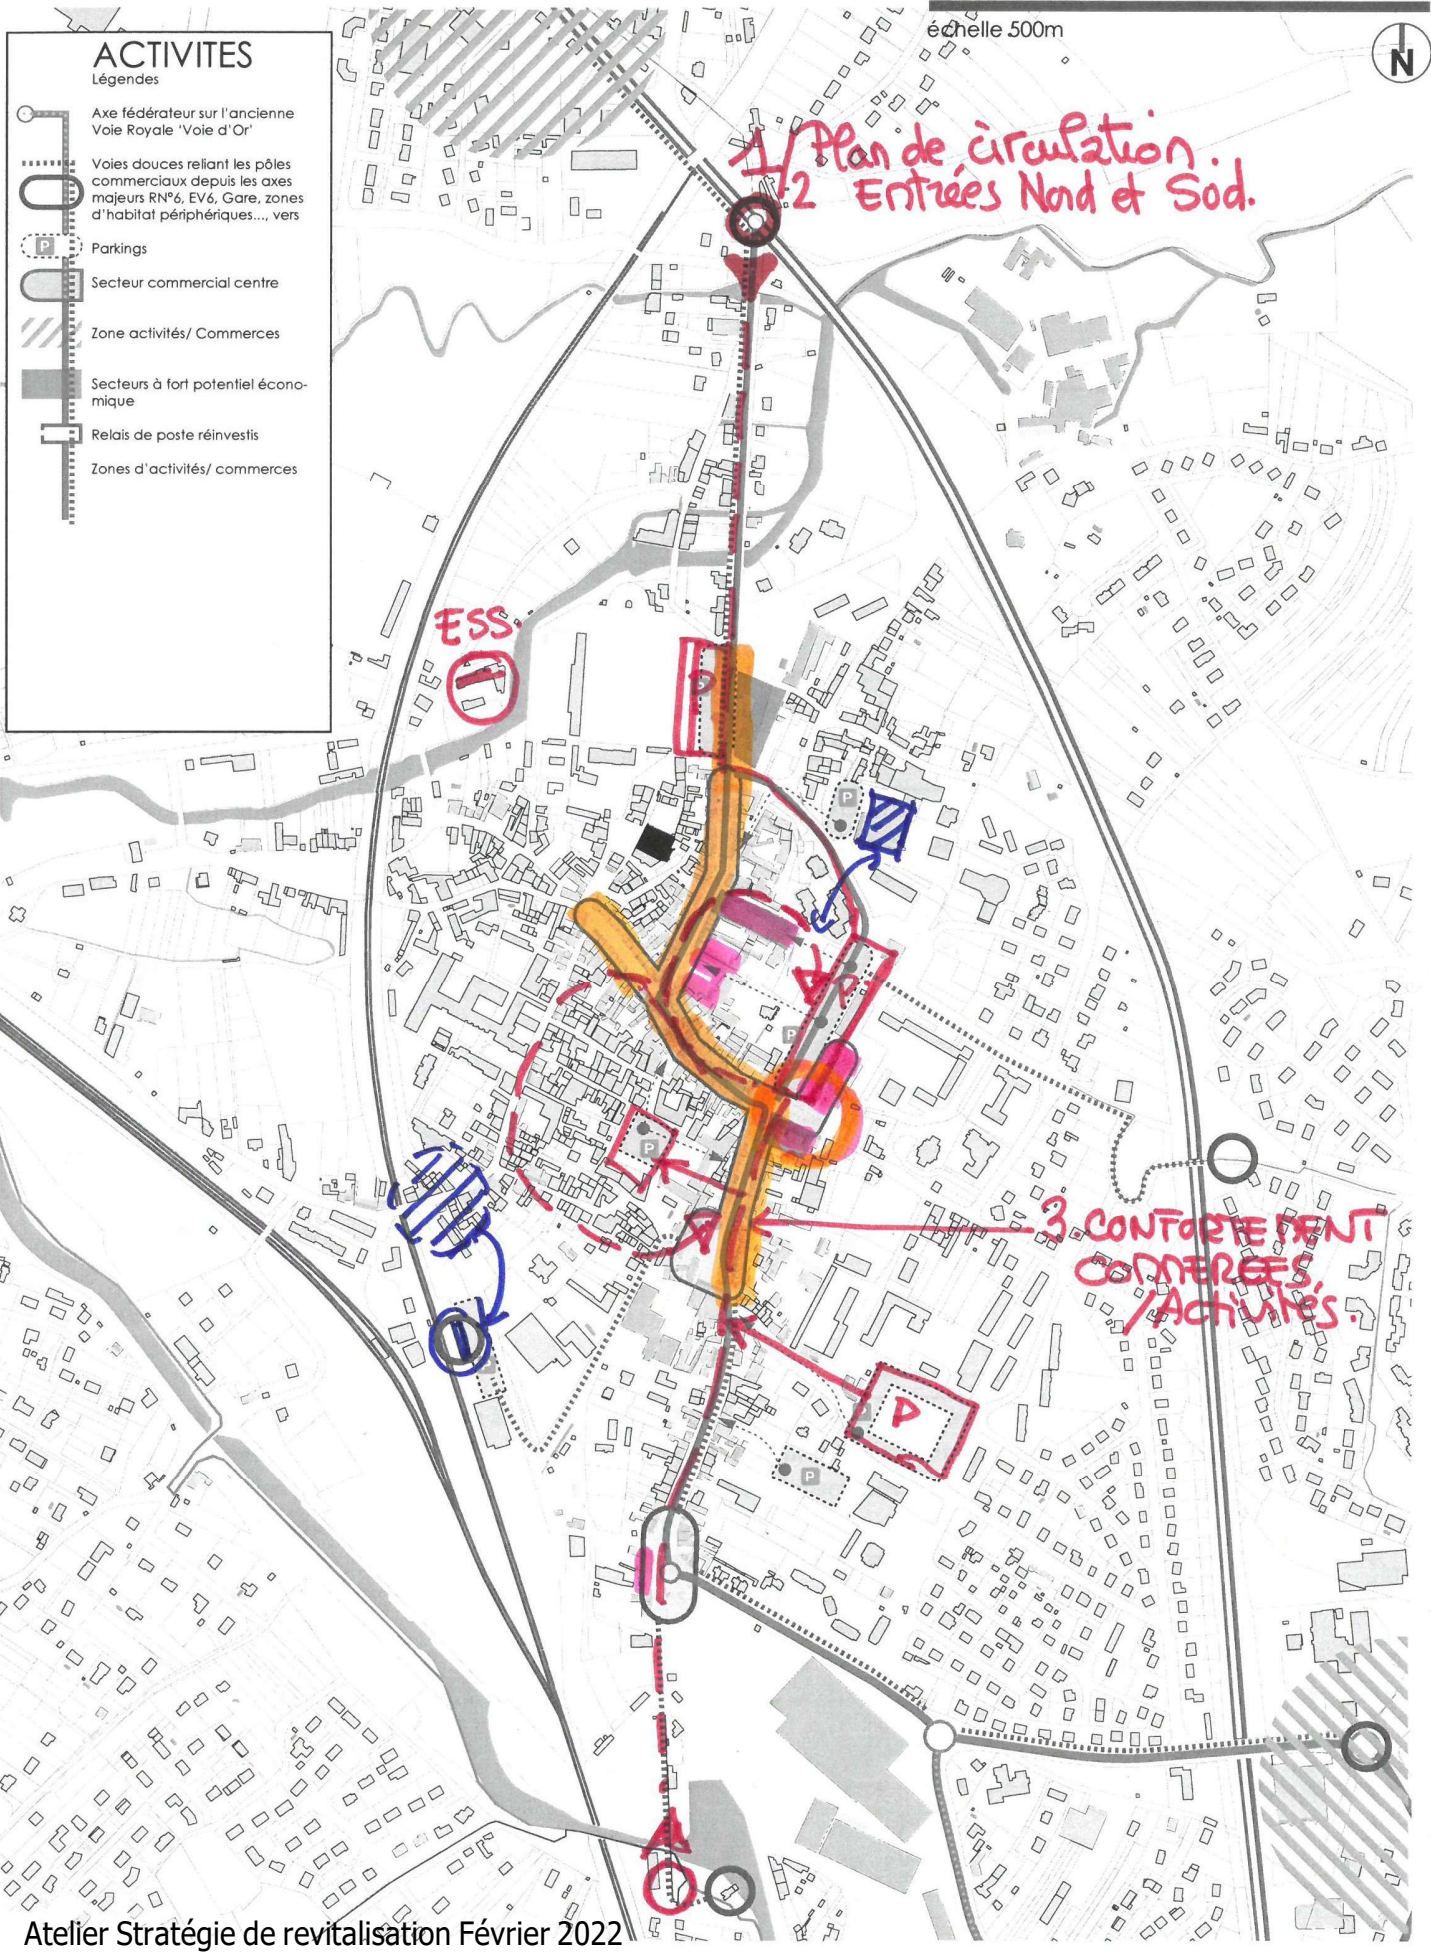 échelle 500m
N
ACTIVITES
Légendes
Axe fédérateur sur l'ancienne
Voie Royale 'Voie d'Or'
Voies douces reliant les pôles
commerciaux depuis les axes
majeurs RN°6, EV6, Gare, zones
d'habitat périphériques..., vers
P
Parkings
Secteur commercial centre
Zone activités/ Commerces
Secteurs à fort potentiel écono-
mique
Relais de poste réinvestis
Zones d'activités/ commerces
1/ Plan de circulation.
/2 Entrées Nord et Sud.
ESS
P
P
P
P
P
3. CONFORTEMENT
COMMERCES,
/Activités.
P
P
Atelier Stratégie de revitalisation Février 2022